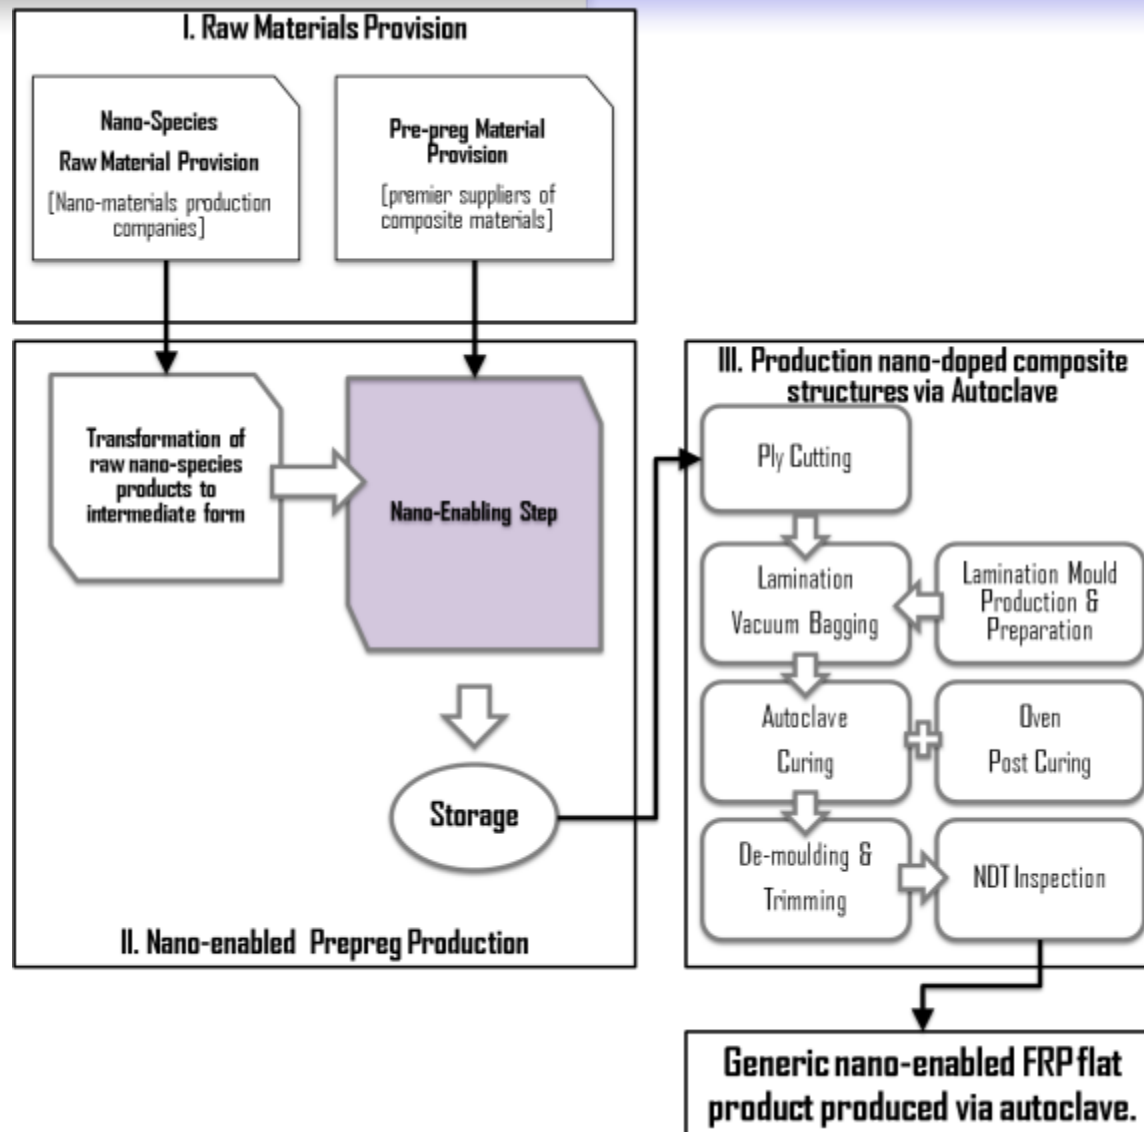 I. Raw Materials Provision
Nano-Species
Raw Material Provision
[Nano-materials production
companies]
Pre-preg Material
Provision
[premier suppliers of
composite materials]
Transformation of
raw nano-species
products to
intermediate form
Nano-Enabling Step
Storage
II. Nano-enabled Prepreg Production
III. Production nano-doped composite
structures via Autoclave
Ply Cutting
Lamination
Vacuum Bagging
Lamination Mould
Production &
Preparation
Autoclave
Curing
Oven
Post Curing
De-moulding &
Trimming
NDT Inspection
Generic nano-enabled FRP flat
product produced via autoclave.